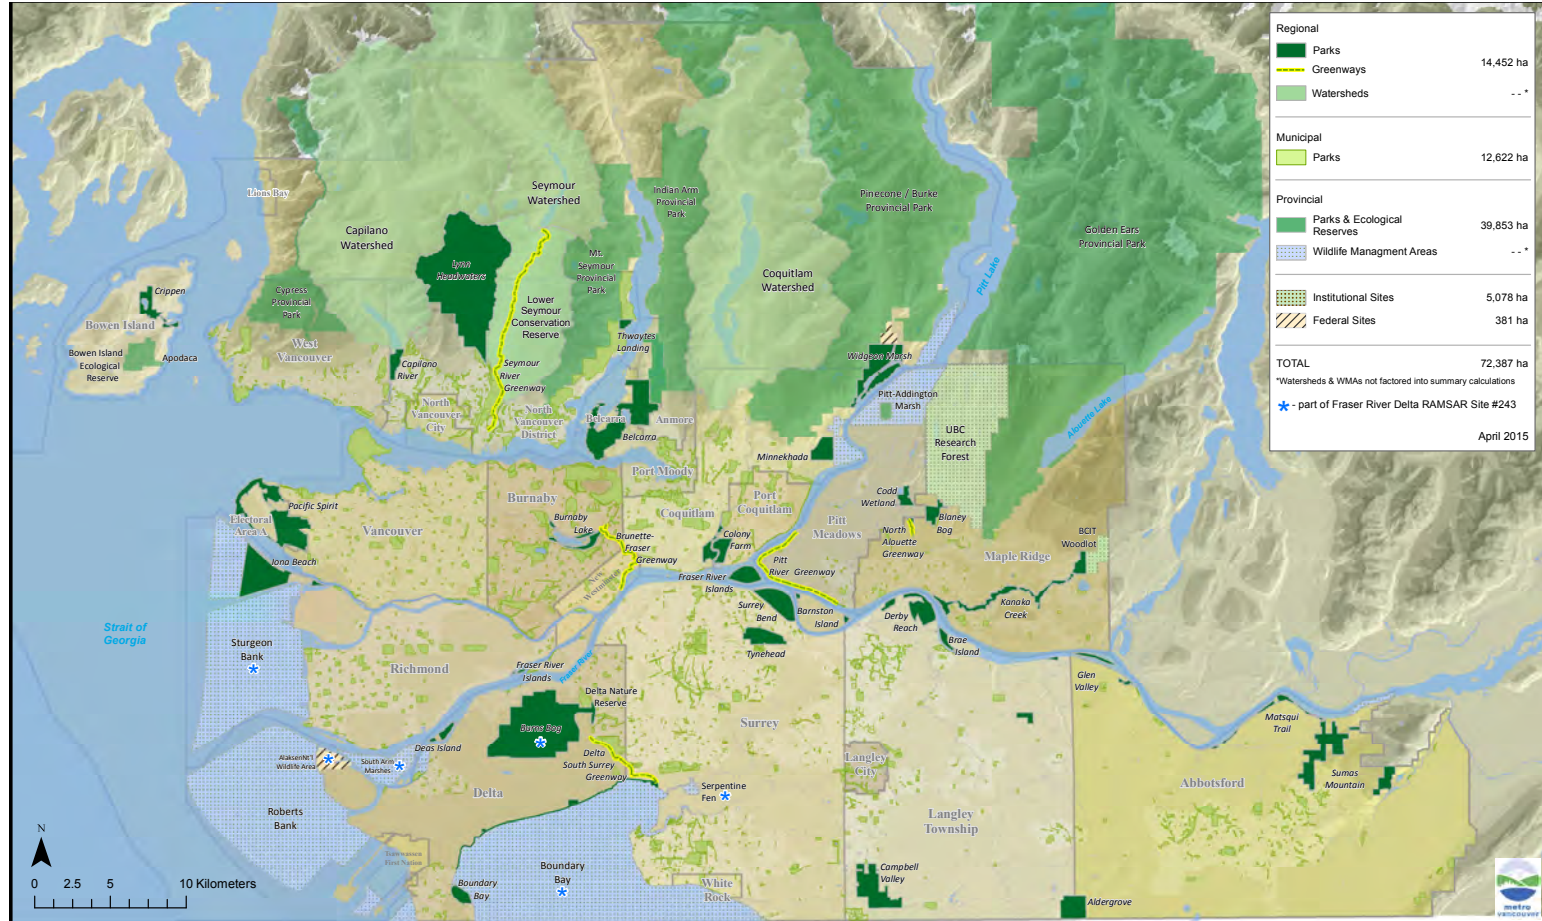 Regional
Parks
14,452 ha
Greenways
Watersheds
- - *
Municipal
Parks
12,622 ha
Provincial
Parks & Ecological
Reserves
39,853 ha
Wildlife Managment Areas
- - *
Institutional Sites
5,078 ha
Federal Sites
381 ha
TOTAL
72,387 ha
*Watersheds & WMAs not factored into summary calculations
* - part of Fraser River Delta RAMSAR Site #243
April 2015
Lions Bay
Seymour
Watershed
Indian Arm
Provincial
Park
Pinecone / Burke
Provincial Park
Golden Ears
Provincial Park
Capilano
Watershed
Lynn
Headwaters
Mt.
Seymour
Provincial
Park
Coquitlam
Watershed
Pitt Lake
Crippen
Bowen Island
Bowen Island
Ecological
Reserve
Apodaca
Cypress
Provincial
Park
West
Vancouver
Lower
Seymour
Conservation
Reserve
Thwaytes
Landing
Widgeon Marsh
Capilano
River
Seymour
River
Greenway
Pitt-Addington
Marsh
Alouette Lake
North
Vancouver
City
North
Vancouver
District
Belcarra
Belcarra
Anmore
UBC
Research
Forest
Minnekhada
Port Moody
Pacific Spirit
Electoral
Area A
Vancouver
Burnaby
Burnaby
Lake
Brunette-
Fraser
Greenway
Coquitlam
Port
Coquitlam
Colony
Farm
Codd
Wetland
Blaney
Bog
Pitt
Meadows
North
Alouette
Greenway
Maple Ridge
BCIT
Woodlot
Iona Beach
New
Westminster
Fraser River
Islands
Pitt
River Greenway
Surrey
Bend
Barnston
Island
Derby
Reach
Kanaka
Creek
Strait of
Georgia
Sturgeon
Bank
Richmond
Fraser River
Islands
Fraser River
Tynehead
Brae
Island
Glen
Valley
Delta Nature
Reserve
Burns Bog
Surrey
Matsqui
Trail
Deas Island
Alaksen Nt'l
Wildlife Area
South Arm
Marshes
Delta
South Surrey
Greenway
Langley
City
Sumas
Mountain
Abbotsford
Delta
Serpentine
Fen
Roberts
Bank
Langley
Township
N
Tsawwassen
First Nation
Boundary
Bay
Boundary
Bay
White
Rock
Campbell
Valley
Aldergrove
0 2.5 5 10 Kilometers
metro
vancouver